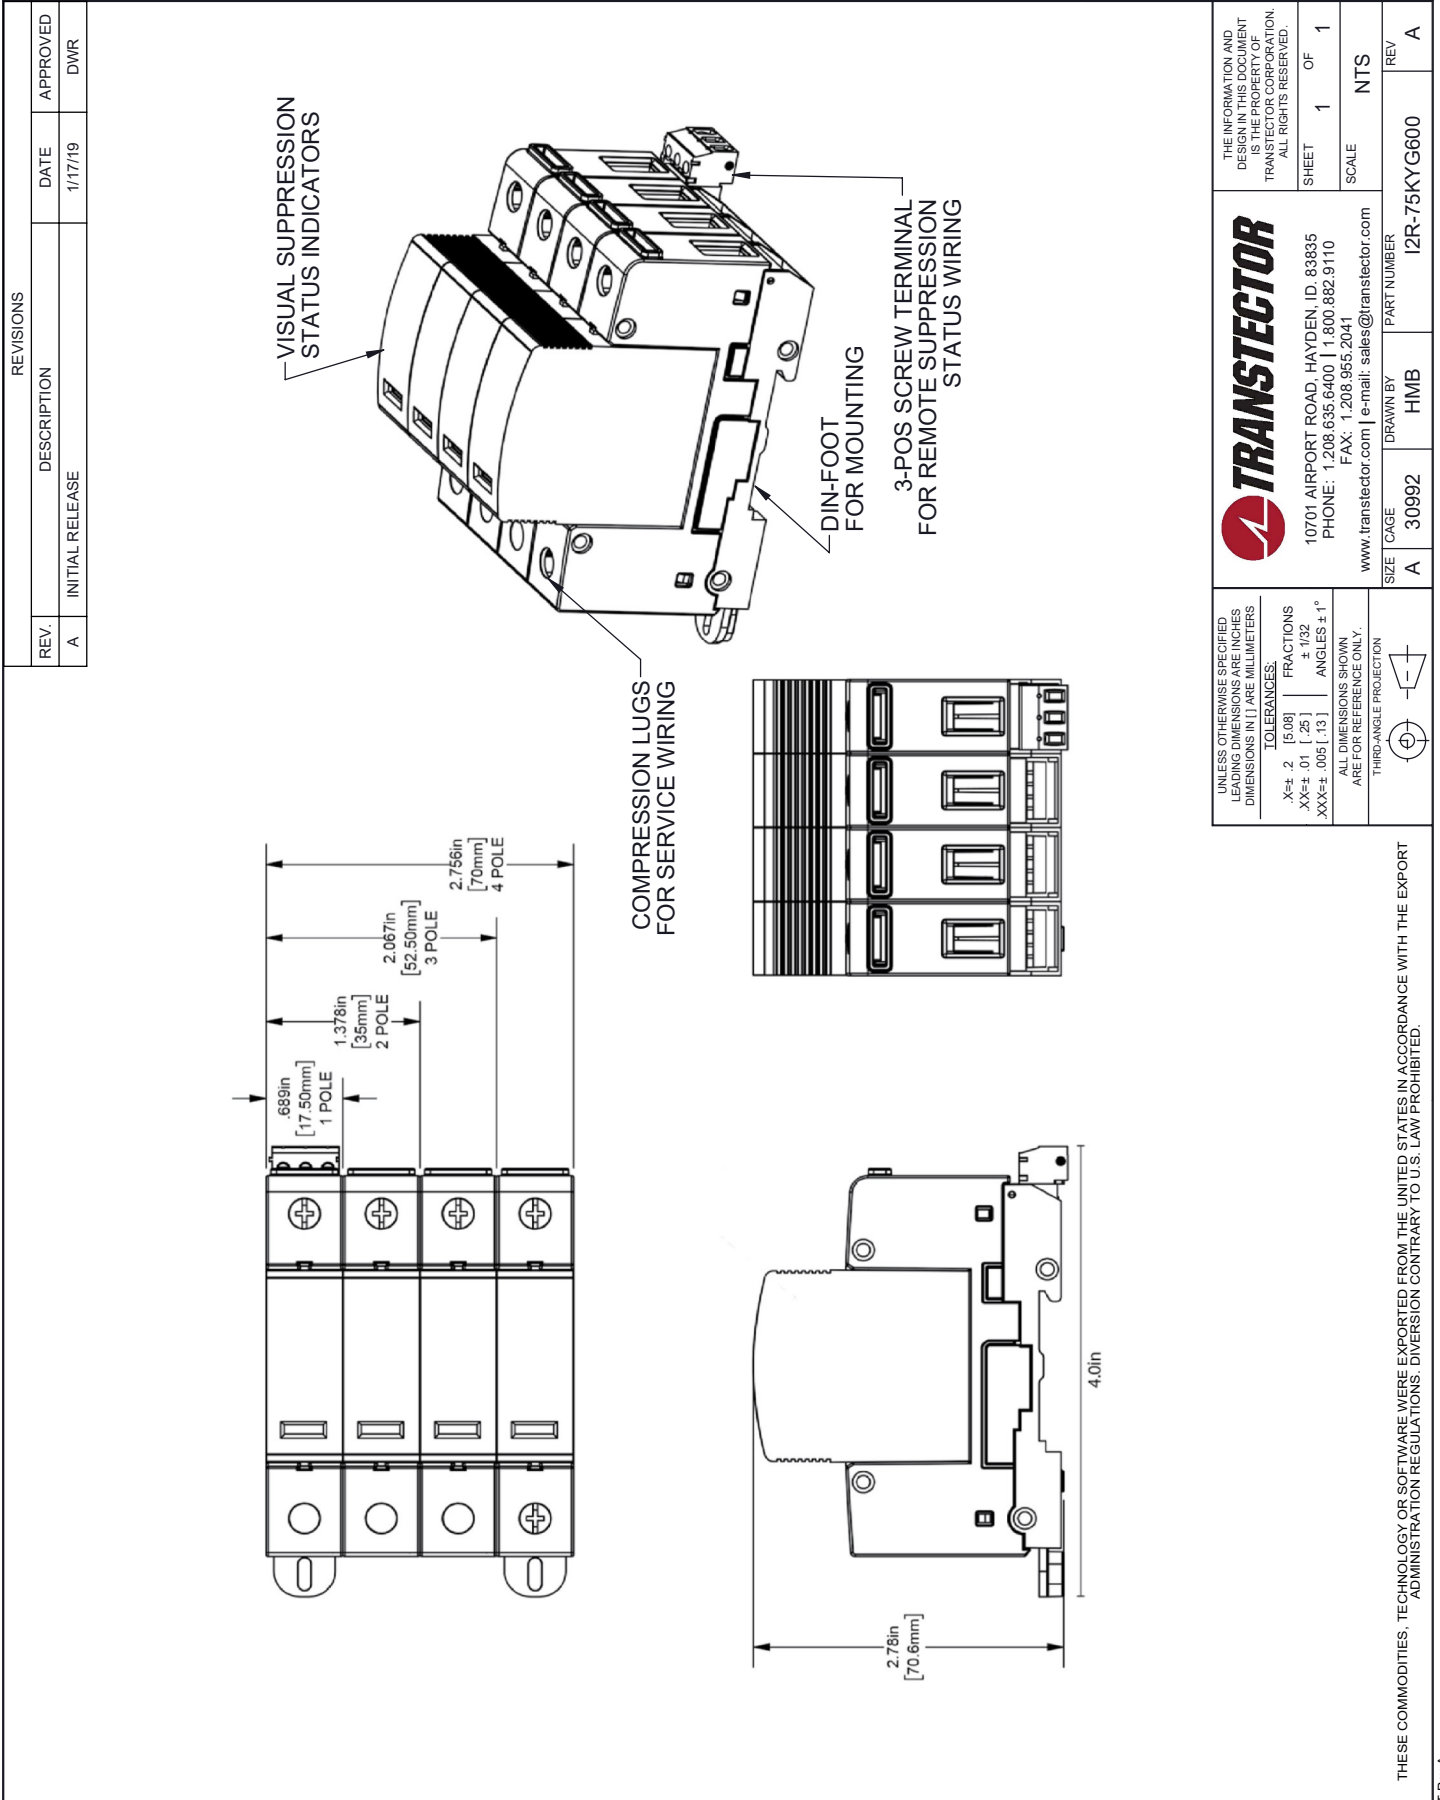 REVISIONS
REV. DESCRIPTION DATE APPROVED
A INITIAL RELEASE 1/17/19 DWR
.689in
[17.50mm]
1 POLE
1.378in
[35mm]
2 POLE
2.067in
[52.50mm]
3 POLE
2.756in
[70mm]
4 POLE
VISUAL SUPPRESSION
STATUS INDICATORS
COMPRESSION LUGS
FOR SERVICE WIRING
DIN-FOOT
FOR MOUNTING
3-POS SCREW TERMINAL
FOR REMOTE SUPPRESSION
STATUS WIRING
2.78in
[70.6mm]
4.0in
UNLESS OTHERWISE SPECIFIED
LEADING DIMENSIONS ARE INCHES
DIMENSIONS IN [ ] ARE MILLIMETERS
TOLERANCES:
.X=± .2 [5.08] FRACTIONS
.XX=± .01 [ .25 ] ± 1/32
.XXX=± .005 [ .13 ] ANGLES ± 1°
ALL DIMENSIONS SHOWN
ARE FOR REFERENCE ONLY.
THIRD-ANGLE PROJECTION
TRANSTECTOR
10701 AIRPORT ROAD, HAYDEN, ID. 83835
PHONE: 1.208.635.6400 | 1.800.882.9110
FAX: 1.208.955.2041
www.transtector.com | e-mail: sales@transtector.com
THE INFORMATION AND
DESIGN IN THIS DOCUMENT
IS THE PROPERTY OF
TRANSTECTOR CORPORATION.
ALL RIGHTS RESERVED.
SHEET 1 OF 1
SCALE NTS
SIZE A CAGE 30992 DRAWN BY HMB PART NUMBER I2R-75KYG600 REV A
THESE COMMODITIES, TECHNOLOGY OR SOFTWARE WERE EXPORTED FROM THE UNITED STATES IN ACCORDANCE WITH THE EXPORT
ADMINISTRATION REGULATIONS. DIVERSION CONTRARY TO U.S. LAW PROHIBITED.